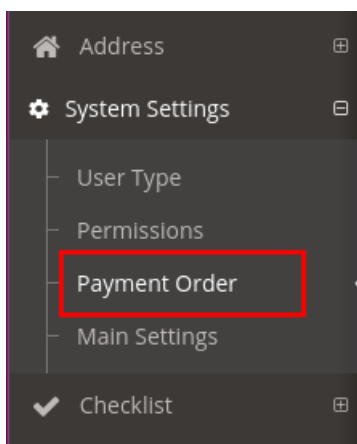 Address
System Settings
User Type
Permissions
Payment Order
Main Settings
Checklist